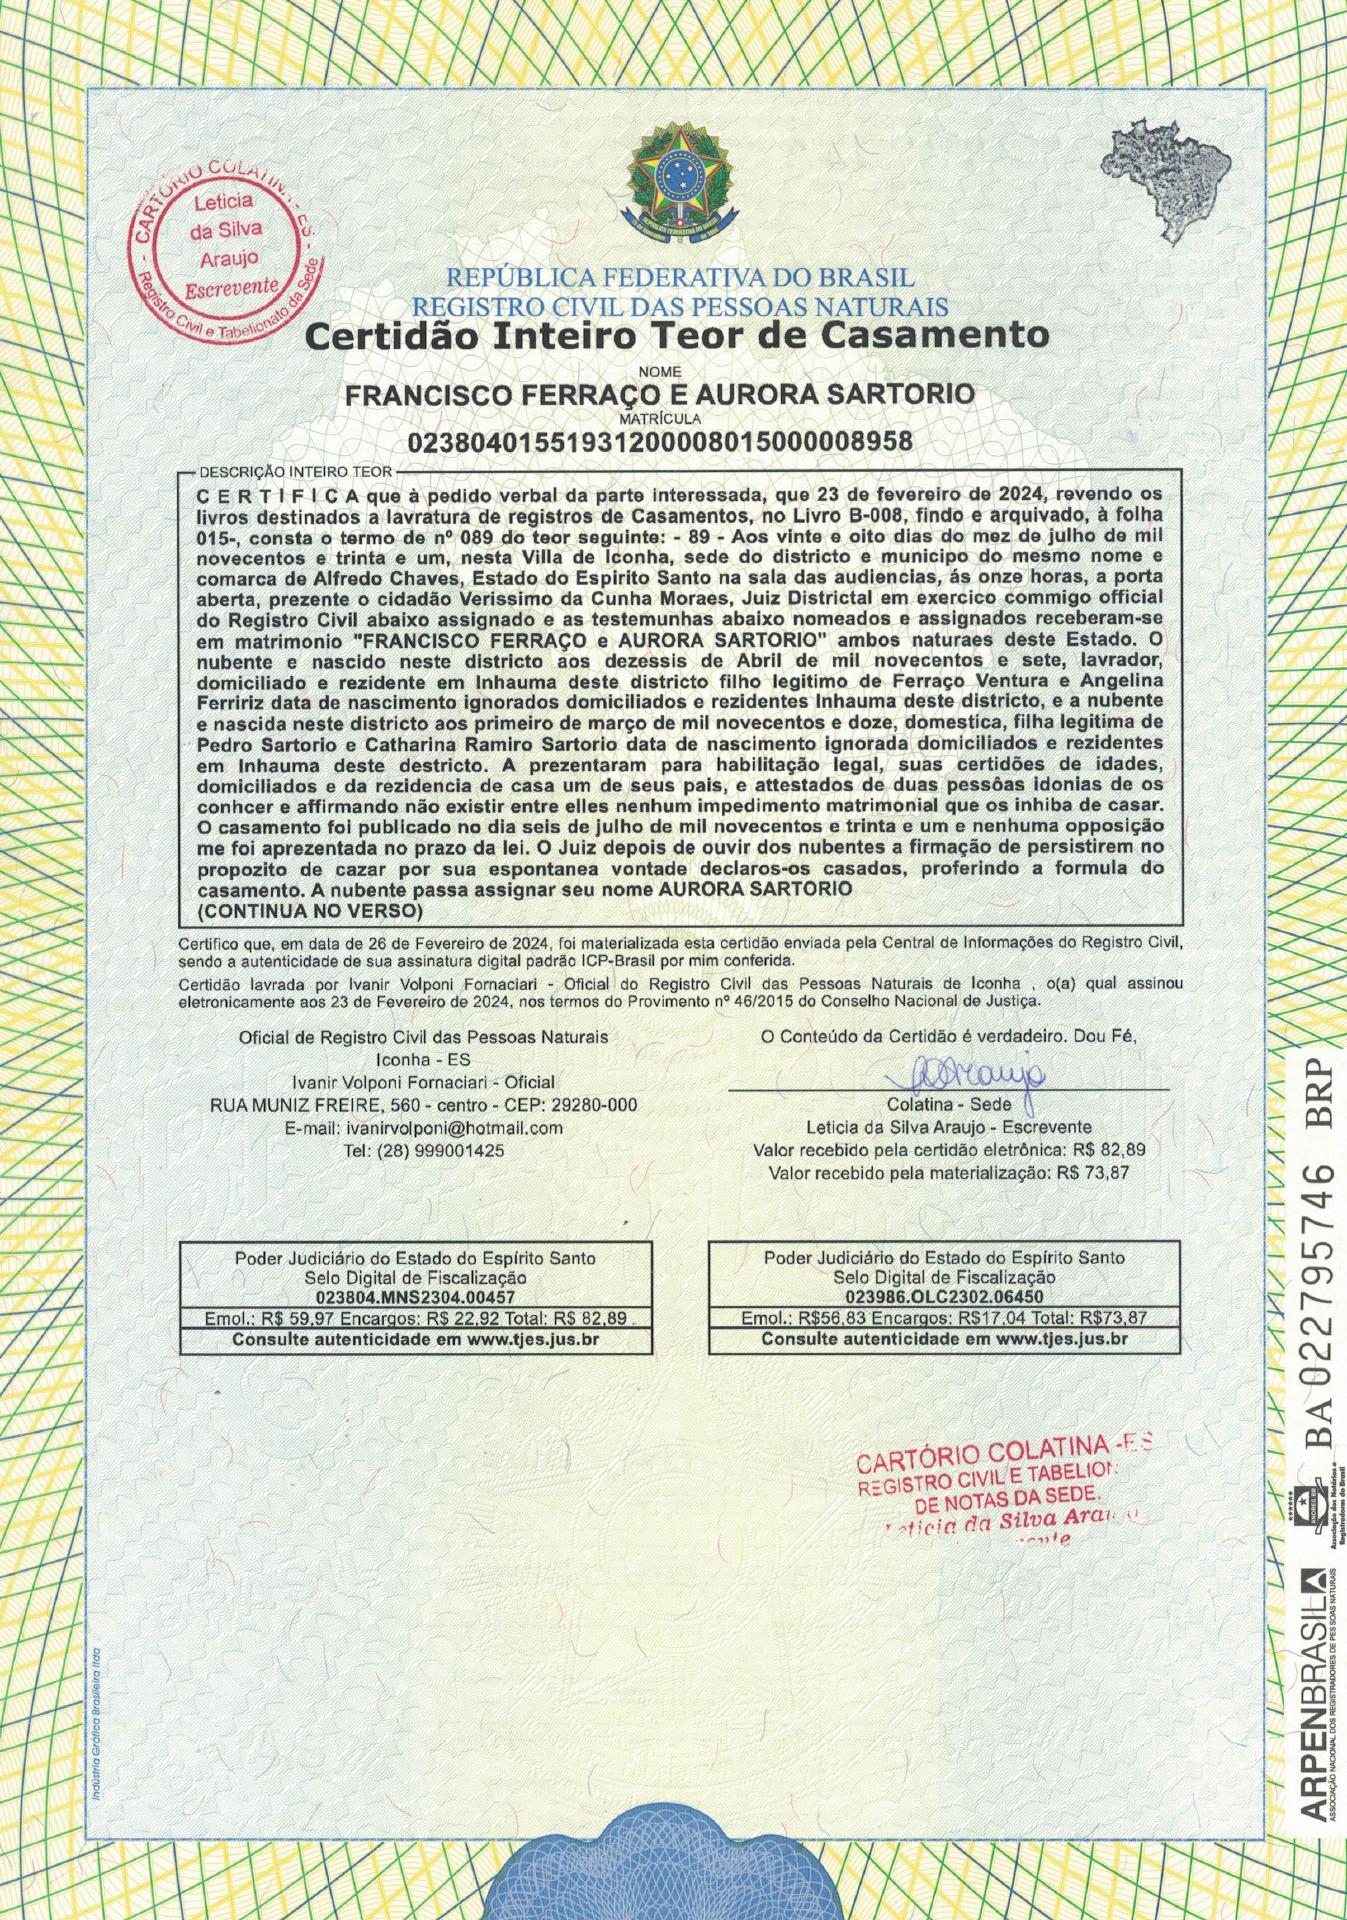 CARTÓRIO COLATINA - ES -
Leticia
da Silva
Araujo
Escrevente
Registro Civil e Tabelionato da Sede
REPÚBLICA FEDERATIVA DO BRASIL
REGISTRO CIVIL DAS PESSOAS NATURAIS
Certidão Inteiro Teor de Casamento
NOME
FRANCISCO FERRAÇO E AURORA SARTORIO
MATRÍCULA
02380401551931200008015000008958
DESCRIÇÃO INTEIRO TEOR
C E R T I F I C A que à pedido verbal da parte interessada, que 23 de fevereiro de 2024, revendo os
livros destinados a lavratura de registros de Casamentos, no Livro B-008, findo e arquivado, à folha
015-, consta o termo de nº 089 do teor seguinte: - 89 - Aos vinte e oito dias do mez de julho de mil
novecentos e trinta e um, nesta Villa de Iconha, sede do districto e municipo do mesmo nome e
comarca de Alfredo Chaves, Estado do Espirito Santo na sala das audiencias, ás onze horas, a porta
aberta, prezente o cidadão Verissimo da Cunha Moraes, Juiz Districtal em exercico commigo official
do Registro Civil abaixo assignado e as testemunhas abaixo nomeados e assignados receberam-se
em matrimonio "FRANCISCO FERRAÇO e AURORA SARTORIO" ambos naturaes deste Estado. O
nubente e nascido neste districto aos dezessis de Abril de mil novecentos e sete, lavrador,
domiciliado e rezidente em Inhauma deste districto filho legitimo de Ferraço Ventura e Angelina
Ferririz data de nascimento ignorados domiciliados e rezidentes Inhauma deste districto, e a nubente
e nascida neste districto aos primeiro de março de mil novecentos e doze, domestica, filha legitima de
Pedro Sartorio e Catharina Ramiro Sartorio data de nascimento ignorada domiciliados e rezidentes
em Inhauma deste destricto. A prezentaram para habilitação legal, suas certidões de idades,
domiciliados e da rezidencia de casa um de seus pais, e attestados de duas pessôas idonias de os
conhcer e affirmando não existir entre elles nenhum impedimento matrimonial que os inhiba de casar.
O casamento foi publicado no dia seis de julho de mil novecentos e trinta e um e nenhuma opposição
me foi aprezentada no prazo da lei. O Juiz depois de ouvir dos nubentes a firmação de persistirem no
propozito de cazar por sua espontanea vontade declaros-os casados, proferindo a formula do
casamento. A nubente passa assignar seu nome AURORA SARTORIO
(CONTINUA NO VERSO)
Certifico que, em data de 26 de Fevereiro de 2024, foi materializada esta certidão enviada pela Central de Informações do Registro Civil,
sendo a autenticidade de sua assinatura digital padrão ICP-Brasil por mim conferida.
Certidão lavrada por Ivanir Volponi Fornaciari - Oficial do Registro Civil das Pessoas Naturais de Iconha , o(a) qual assinou
eletronicamente aos 23 de Fevereiro de 2024, nos termos do Provimento nº 46/2015 do Conselho Nacional de Justiça.
Oficial de Registro Civil das Pessoas Naturais
Iconha - ES
Ivanir Volponi Fornaciari - Oficial
RUA MUNIZ FREIRE, 560 - centro - CEP: 29280-000
E-mail: ivanirvolponi@hotmail.com
Tel: (28) 999001425
O Conteúdo da Certidão é verdadeiro. Dou Fé,
Colatina - Sede
Leticia da Silva Araujo - Escrevente
Valor recebido pela certidão eletrônica: R$ 82,89
Valor recebido pela materialização: R$ 73,87
Poder Judiciário do Estado do Espírito Santo
Selo Digital de Fiscalização
023804.MNS2304.00457
Emol.: R$ 59,97 Encargos: R$ 22,92 Total: R$ 82,89
Consulte autenticidade em www.tjes.jus.br
Poder Judiciário do Estado do Espírito Santo
Selo Digital de Fiscalização
023986.OLC2302.06450
Emol.: R$56,83 Encargos: R$17,04 Total: R$73,87
Consulte autenticidade em www.tjes.jus.br
CARTÓRIO COLATINA -ES
REGISTRO CIVIL E TABELION
DE NOTAS DA SEDE.
da Silva
BA 022795746 BRP
ANOREG BR
Associação dos Notários e
Registradores do Brasil
ARPENBRASIL
ASSOCIAÇÃO NACIONAL DOS REGISTRADORES DE PESSOAS NATURAIS
Indústria Gráfica Brasileira ltda